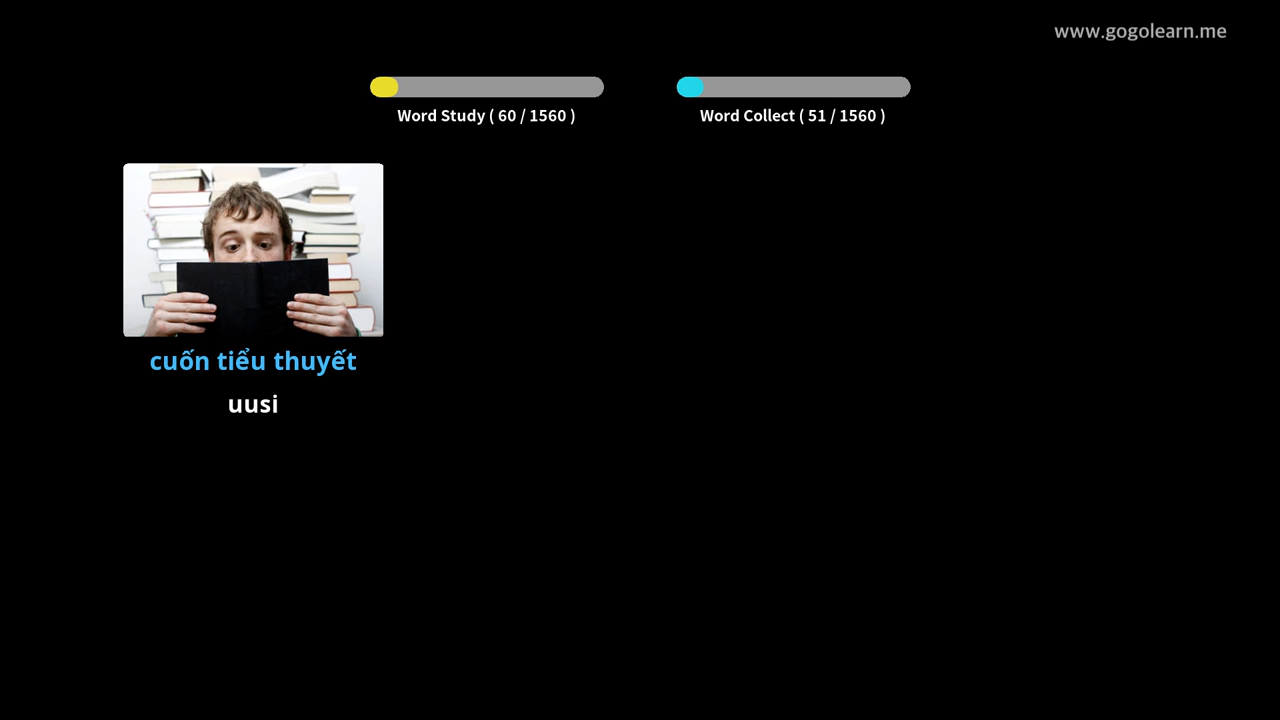 www.gogolearn.me
Word Study ( 60 / 1560 )
Word Collect ( 51 / 1560 )
cuốn tiểu thuyết
uusi